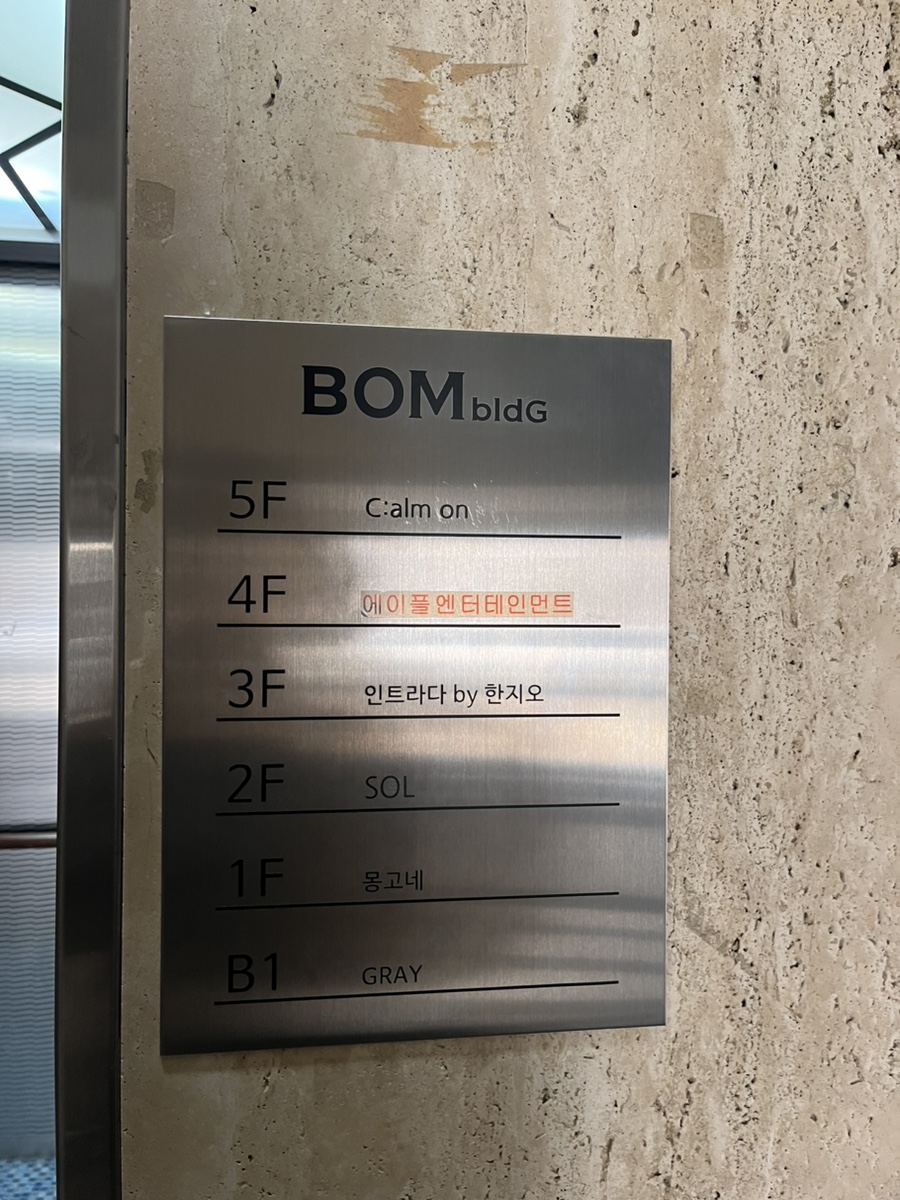 BOM bldG
5F C:alm on
4F 에이플엔터테인먼트
3F 인트라다 by 한지오
2F SOL
1F 몽고네
B1 GRAY